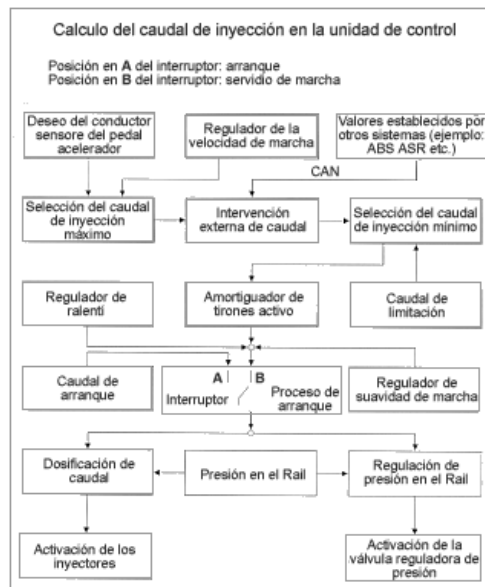 Calculo del caudal de inyección en la unidad de control
Posición en A del interruptor: arranque
Posición en B del interruptor: servidio de marcha
Deseo del conductor
sensore del pedal
acelerador
Regulador de la
velocidad de marcha
Valores establecidos por
otros sistemas (ejemplo:
ABS ASR etc.)
CAN
Selección del caudal
de inyección
máximo
Intervención
externa de caudal
Selección del caudal
de inyección mínimo
Regulador de
ralentí
Amortiguador de
tirones activo
Caudal de
limitación
Caudal de
arranque
A
B
Interruptor
Proceso de
arranque
Regulador de
suavidad de marcha
Dosificación de
caudal
Presión en el Rail
Regulación de
presión en el Rail
Activación de los
inyectores
Activación de la
válvula reguladora de
presión